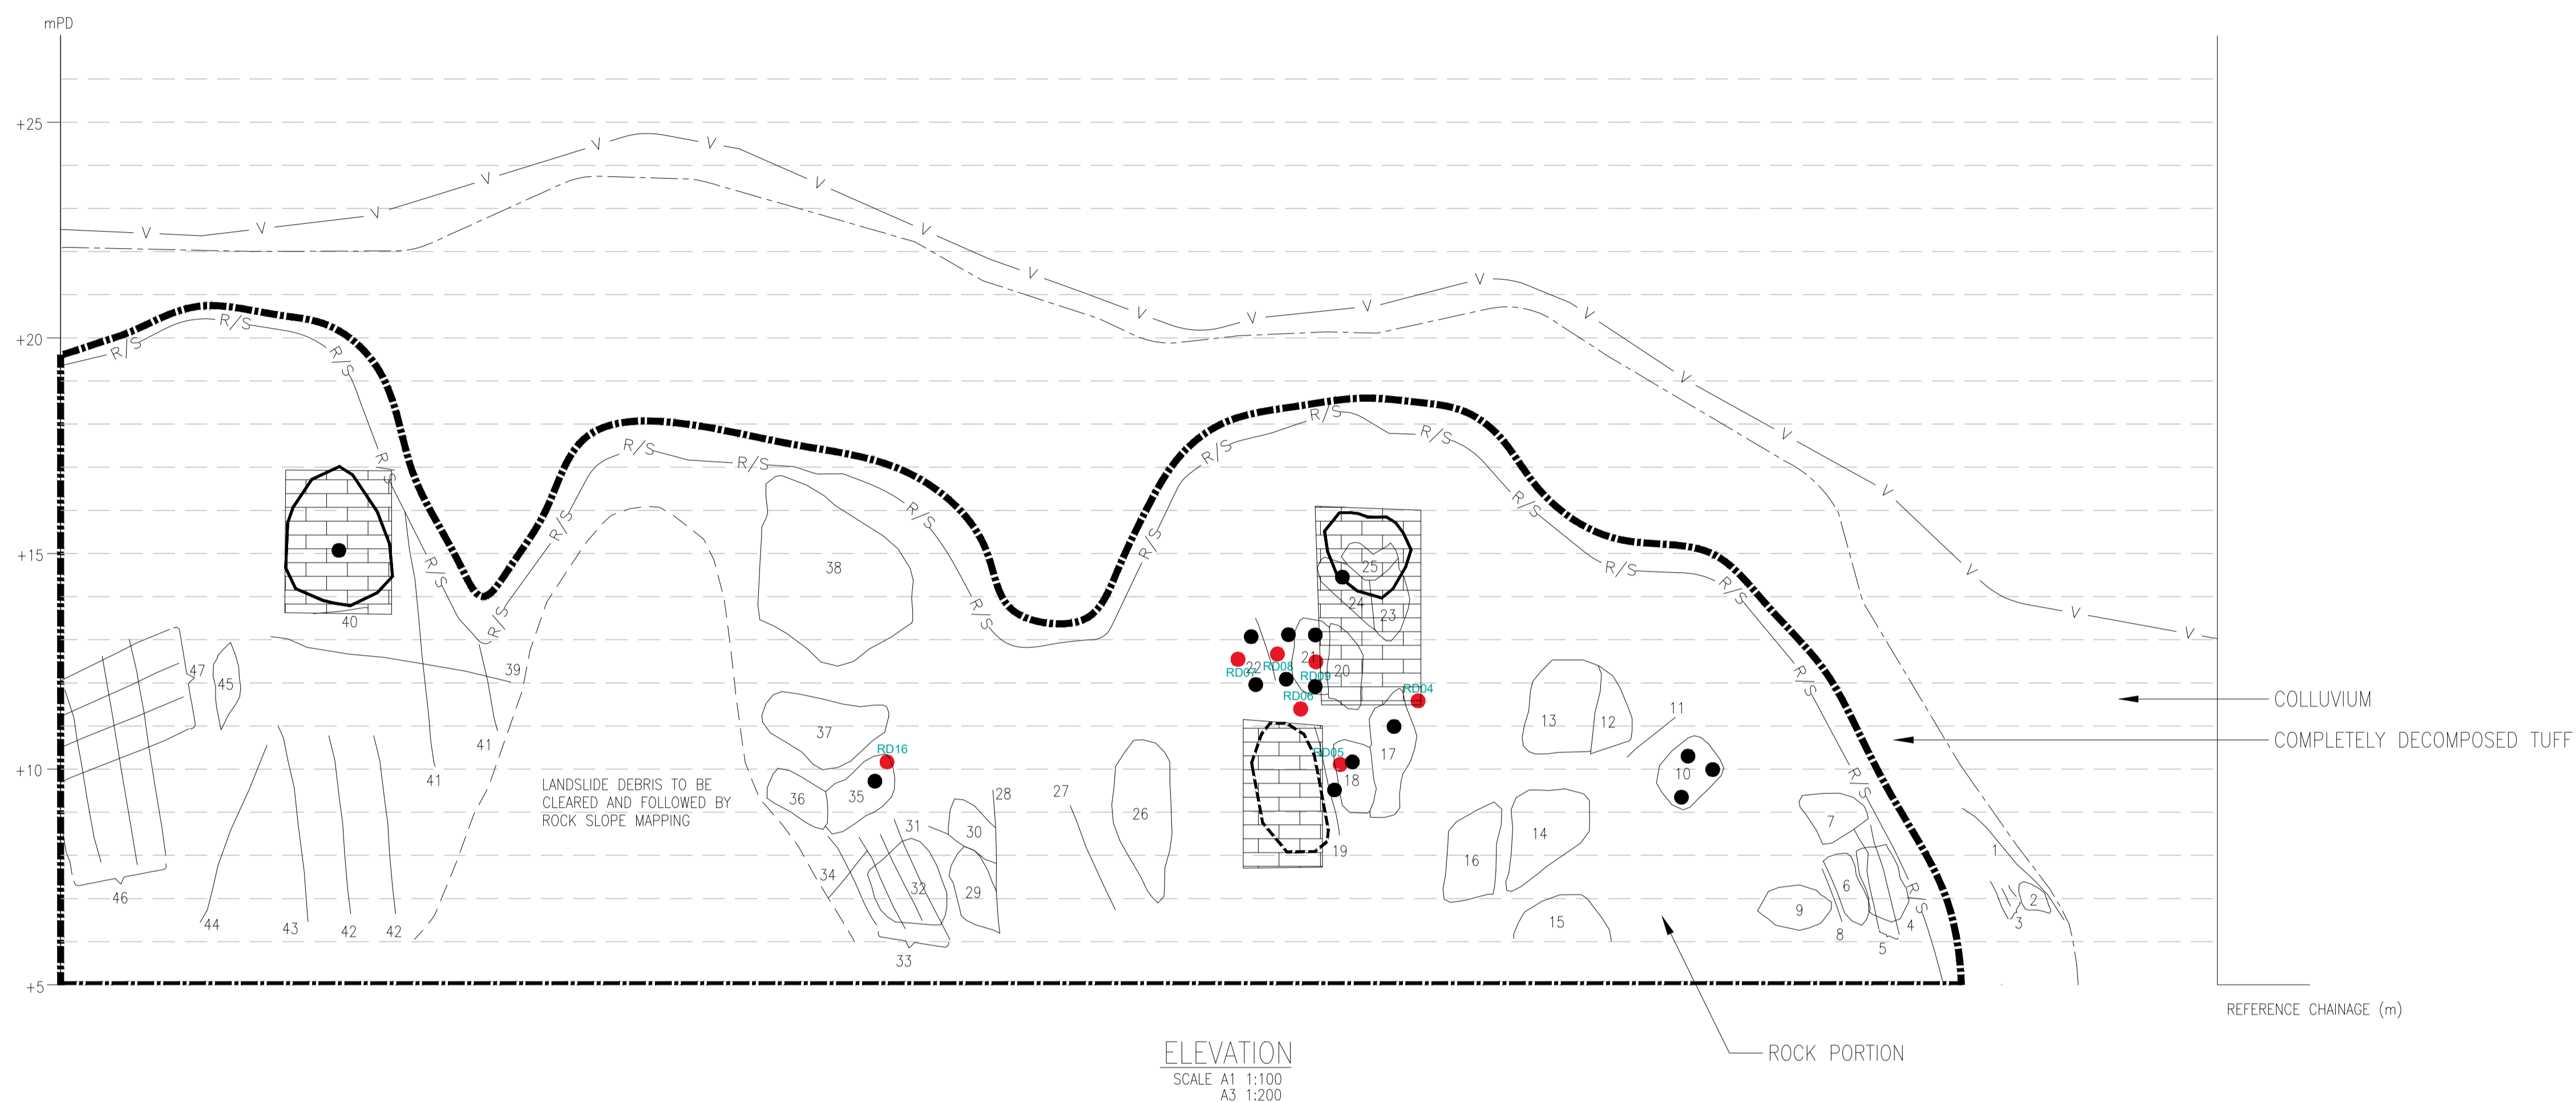 mPD
+25
V V V V V V V V V V V V V V V V V V V V
+20
R/S R/S R/S R/S R/S R/S R/S R/S R/S R/S R/S R/S R/S R/S R/S R/S R/S R/S R/S R/S R/S R/S
+15
38
25
24
23
40
47
45
39
22
21
20
RD07
RD08
RD09
RD06
RD04
41
37
RD16
RD05
17
13
12
11
COLLUVIUM
COMPLETELY DECOMPOSED TUFF
+10
41
LANDSLIDE DEBRIS TO BE
CLEARED AND FOLLOWED BY
ROCK SLOPE MAPPING
36
35
28
27
26
18
10
31
30
19
14
16
7
1
46
44
43
42
42
34
32
29
33
15
9
6
8
5
4
2
3
+5
REFERENCE CHAINAGE (m)
ROCK PORTION
ELEVATION
SCALE A1 1:100
A3 1:200